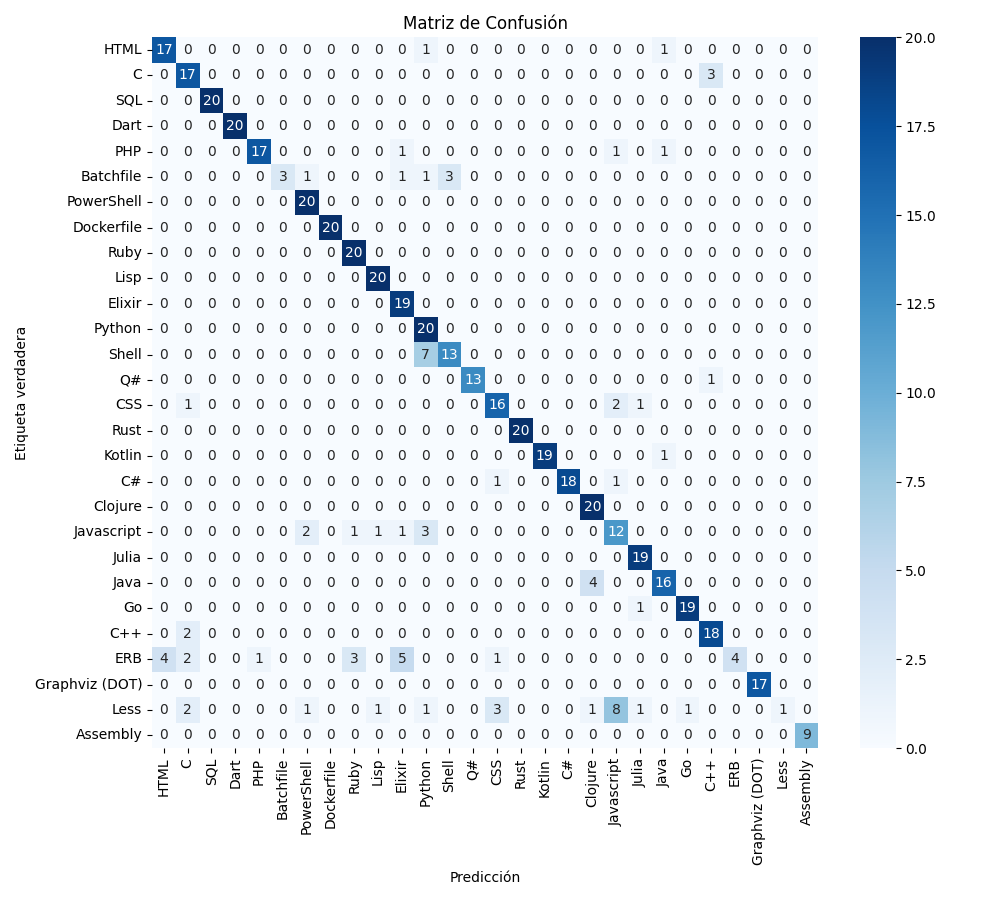 Matriz de Confusión
HTML 17 0 0 0 0 0 0 0 0 0 0 1 0 0 0 0 0 0 0 0 0 1 0 0 0 0 0 0
C 0 17 0 0 0 0 0 0 0 0 0 0 0 0 0 0 0 0 0 0 0 0 0 3 0 0 0 0
SQL 0 0 20 0 0 0 0 0 0 0 0 0 0 0 0 0 0 0 0 0 0 0 0 0 0 0 0 0
Dart 0 0 0 20 0 0 0 0 0 0 0 0 0 0 0 0 0 0 0 0 0 0 0 0 0 0 0 0
PHP 0 0 0 0 17 0 0 0 0 0 1 0 0 0 0 0 0 0 0 1 0 1 0 0 0 0 0 0
Batchfile 0 0 0 0 0 3 1 0 0 0 1 1 3 0 0 0 0 0 0 0 0 0 0 0 0 0 0 0
PowerShell 0 0 0 0 0 0 20 0 0 0 0 0 0 0 0 0 0 0 0 0 0 0 0 0 0 0 0 0
Dockerfile 0 0 0 0 0 0 0 20 0 0 0 0 0 0 0 0 0 0 0 0 0 0 0 0 0 0 0 0
Ruby 0 0 0 0 0 0 0 0 20 0 0 0 0 0 0 0 0 0 0 0 0 0 0 0 0 0 0 0
Lisp 0 0 0 0 0 0 0 0 0 20 0 0 0 0 0 0 0 0 0 0 0 0 0 0 0 0 0 0
Elixir 0 0 0 0 0 0 0 0 0 0 19 0 0 0 0 0 0 0 0 0 0 0 0 0 0 0 0 0
Python 0 0 0 0 0 0 0 0 0 0 0 20 0 0 0 0 0 0 0 0 0 0 0 0 0 0 0 0
Shell 0 0 0 0 0 0 0 0 0 0 0 7 13 0 0 0 0 0 0 0 0 0 0 0 0 0 0 0
Q# 0 0 0 0 0 0 0 0 0 0 0 0 0 13 0 0 0 0 0 0 0 0 0 1 0 0 0 0
CSS 0 1 0 0 0 0 0 0 0 0 0 0 0 0 16 0 0 0 0 2 1 0 0 0 0 0 0 0
Rust 0 0 0 0 0 0 0 0 0 0 0 0 0 0 0 20 0 0 0 0 0 0 0 0 0 0 0 0
Kotlin 0 0 0 0 0 0 0 0 0 0 0 0 0 0 0 0 19 0 0 0 0 1 0 0 0 0 0 0
C# 0 0 0 0 0 0 0 0 0 0 0 0 0 0 1 0 0 18 0 1 0 0 0 0 0 0 0 0
Clojure 0 0 0 0 0 0 0 0 0 0 0 0 0 0 0 0 0 0 20 0 0 0 0 0 0 0 0 0
Javascript 0 0 0 0 0 0 2 0 1 1 1 3 0 0 0 0 0 0 0 12 0 0 0 0 0 0 0 0
Julia 0 0 0 0 0 0 0 0 0 0 0 0 0 0 0 0 0 0 0 0 19 0 0 0 0 0 0 0
Java 0 0 0 0 0 0 0 0 0 0 0 0 0 0 0 0 0 0 4 0 0 16 0 0 0 0 0 0
Go 0 0 0 0 0 0 0 0 0 0 0 0 0 0 0 0 0 0 0 0 1 0 19 0 0 0 0 0
C++ 0 2 0 0 0 0 0 0 0 0 0 0 0 0 0 0 0 0 0 0 0 0 0 18 0 0 0 0
ERB 4 2 0 0 1 0 0 0 3 0 5 0 0 0 1 0 0 0 0 0 0 0 0 0 4 0 0 0
Graphviz (DOT) 0 0 0 0 0 0 0 0 0 0 0 0 0 0 0 0 0 0 0 0 0 0 0 0 0 17 0 0
Less 0 2 0 0 0 0 1 0 0 1 0 1 0 0 3 0 0 0 1 8 1 0 1 0 0 0 1 0
Assembly 0 0 0 0 0 0 0 0 0 0 0 0 0 0 0 0 0 0 0 0 0 0 0 0 0 0 0 9
HTML C SQL Dart PHP Batchfile PowerShell Dockerfile Ruby Lisp Elixir Python Shell Q# CSS Rust Kotlin C# Clojure Javascript Julia Java Go C++ ERB Graphviz (DOT) Less Assembly
Predicción
Etiqueta verdadera
20.0
17.5
15.0
12.5
10.0
7.5
5.0
2.5
0.0